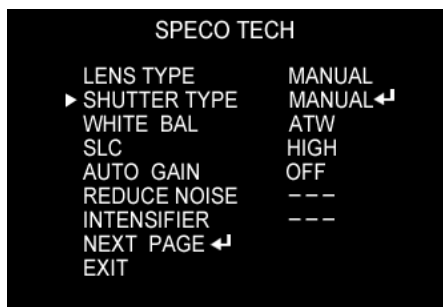 SPECO TECH
LENS TYPE MANUAL
▶ SHUTTER TYPE MANUAL↵
WHITE BAL ATW
SLC HIGH
AUTO GAIN OFF
REDUCE NOISE – – –
INTENSIFIER – – –
NEXT PAGE ↵
EXIT